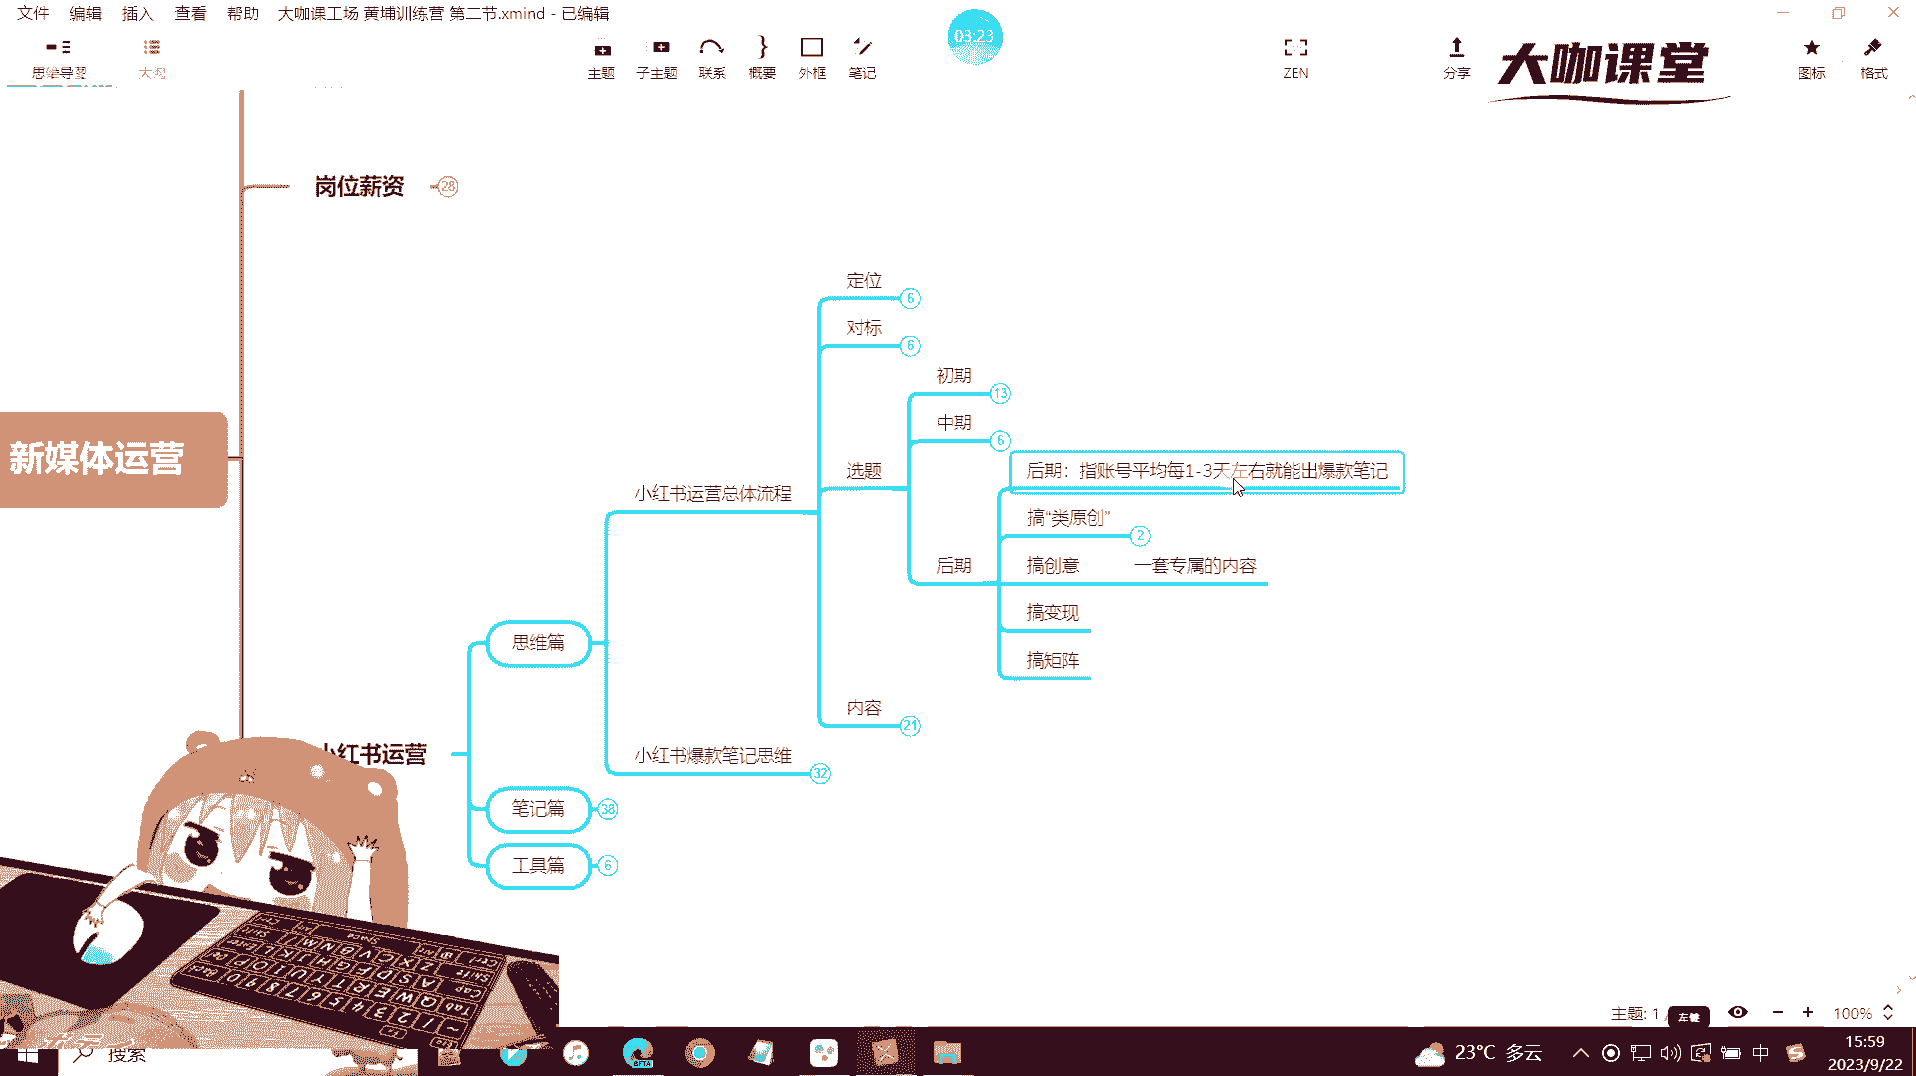 文件 编辑 插入 查看 帮助 大咖课工场 黄埔训练营 第二节.xmind - 已编辑
03:23
思维导图 大纲 主题 子主题 联系 概要 外框 笔记 ZEN 分享 大咖课堂 图标 格式
岗位薪资 28
定位 6
对标 6
初期 13
中期 6
选题
后期：指账号平均每1-3天左右就能出爆款笔记
新媒体运营
小红书运营总体流程
搞“类原创” 2
后期
搞创意 一套专属的内容
搞变现
思维篇
搞矩阵
内容 21
小红书运营
小红书爆款笔记思维 32
笔记篇 38
工具篇 6
主题: 1 / 左键 100%
搜索
BETA
23°C 多云 中
15:59
2023/9/22